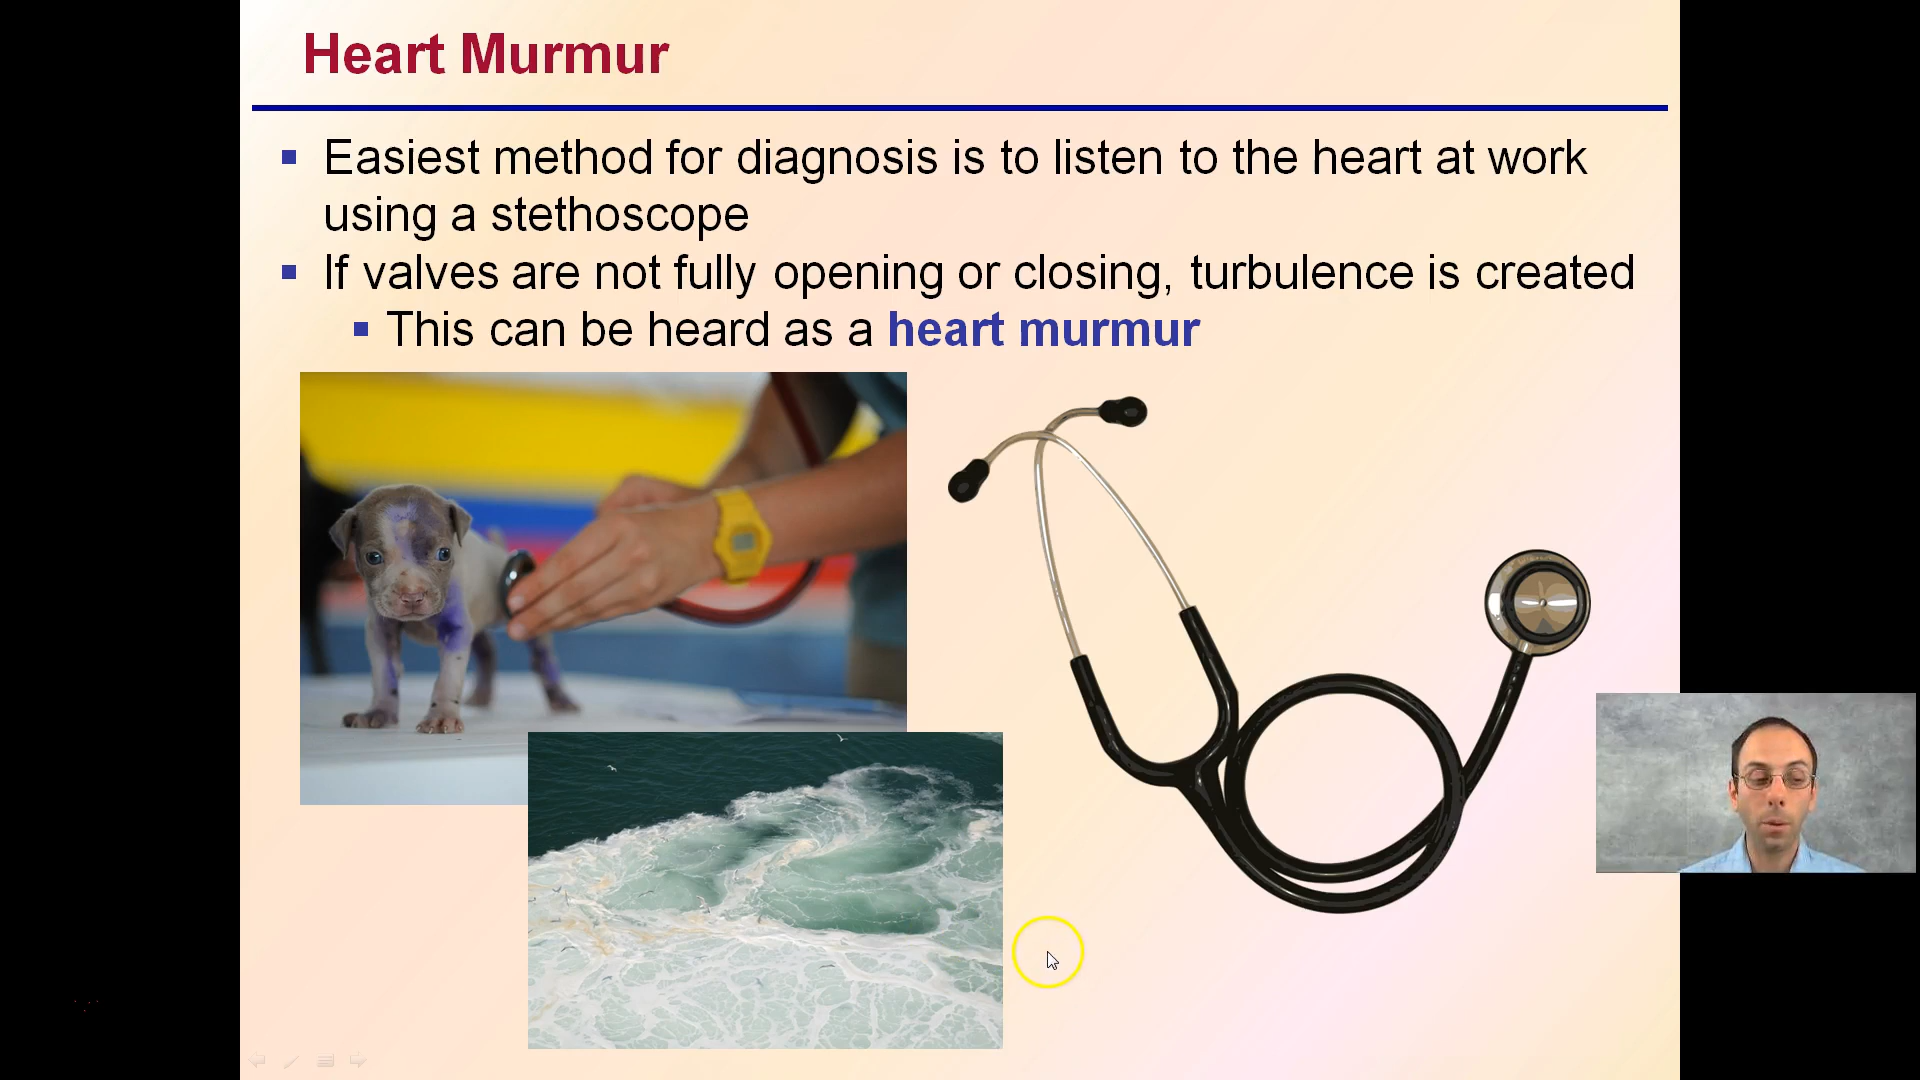 Heart Murmur
Easiest method for diagnosis is to listen to the heart at work
using a stethoscope
If valves are not fully opening or closing, turbulence is created
This can be heard as a heart murmur